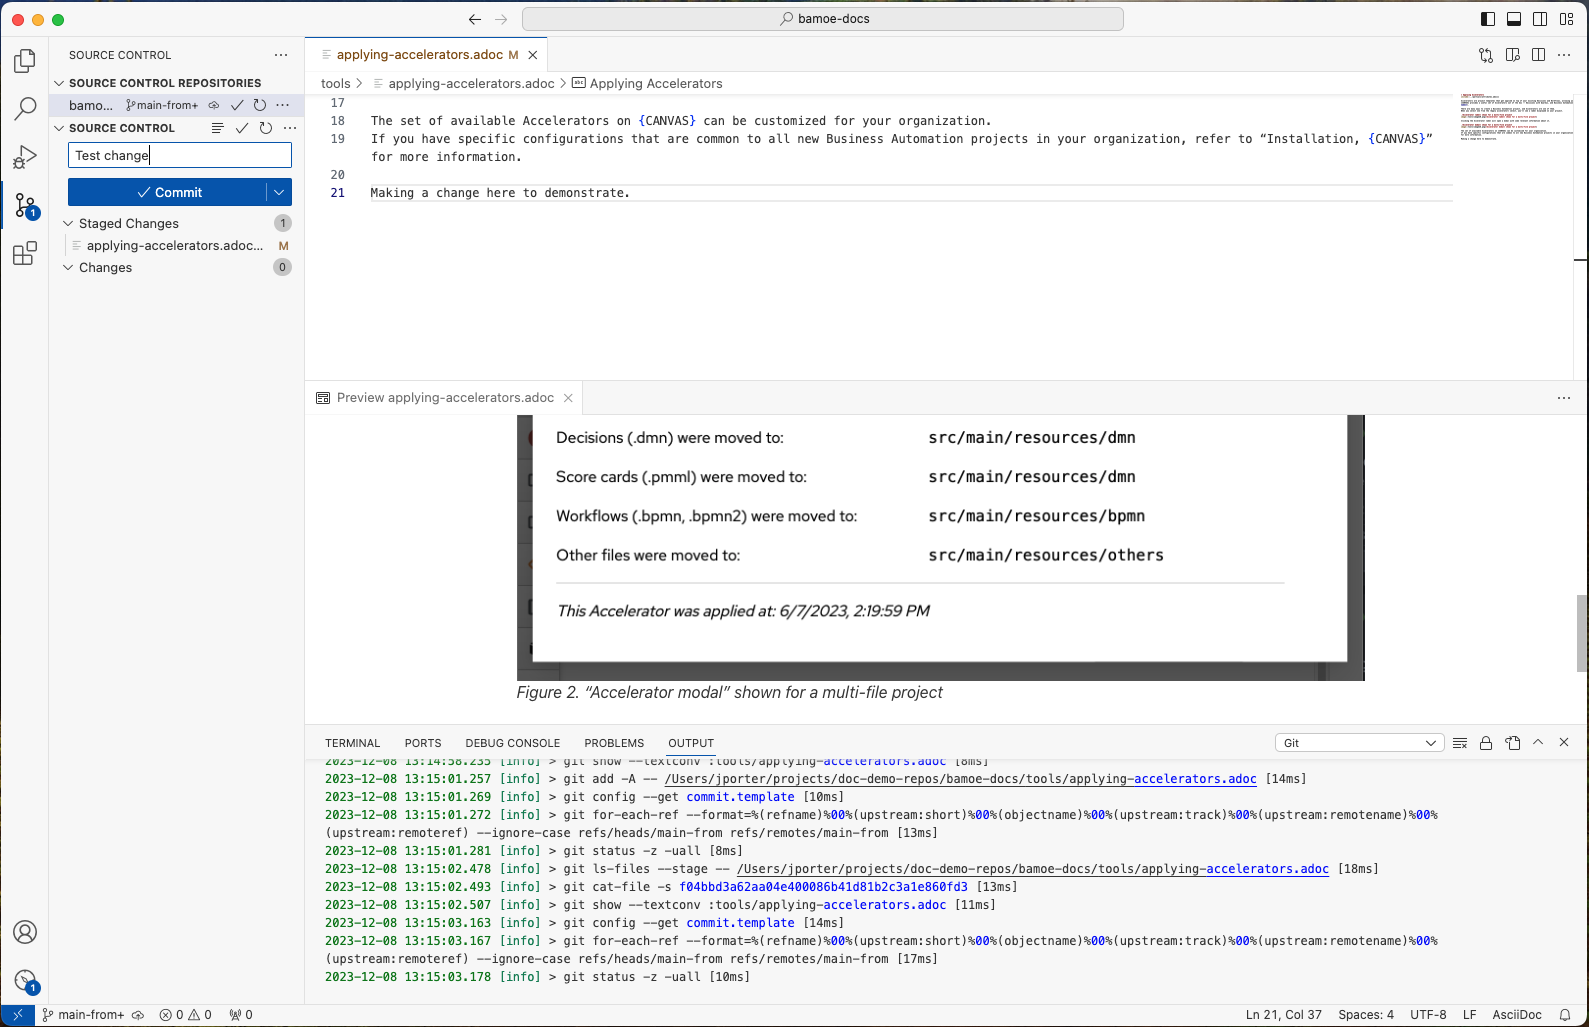 bamoe-docs
SOURCE CONTROL
SOURCE CONTROL REPOSITORIES
bamo... main-from+
SOURCE CONTROL
Test change
Commit
Staged Changes 1
applying-accelerators.adoc... M
Changes 0
1
1
applying-accelerators.adoc M
tools > applying-accelerators.adoc > Applying Accelerators
17
18 The set of available Accelerators on {CANVAS} can be customized for your organization.
19 If you have specific configurations that are common to all new Business Automation projects in your organization, refer to “Installation, {CANVAS}”
for more information.
20
21 Making a change here to demonstrate.
Preview applying-accelerators.adoc
Decisions (.dmn) were moved to: src/main/resources/dmn
Score cards (.pmml) were moved to: src/main/resources/dmn
Workflows (.bpmn, .bpmn2) were moved to: src/main/resources/bpmn
Other files were moved to: src/main/resources/others
This Accelerator was applied at: 6/7/2023, 2:19:59 PM
Figure 2. “Accelerator modal” shown for a multi-file project
TERMINAL PORTS DEBUG CONSOLE PROBLEMS OUTPUT Git
2023-12-08 13:14:58.235 [info] > git show --textconv :tools/applying-accelerators.adoc [8ms]
2023-12-08 13:15:01.257 [info] > git add -A -- /Users/jporter/projects/doc-demo-repos/bamoe-docs/tools/applying-accelerators.adoc [14ms]
2023-12-08 13:15:01.269 [info] > git config --get commit.template [10ms]
2023-12-08 13:15:01.272 [info] > git for-each-ref --format=%(refname)%00%(upstream:short)%00%(objectname)%00%(upstream:track)%00%(upstream:remotename)%00%
(upstream:remoteref) --ignore-case refs/heads/main-from refs/remotes/main-from [13ms]
2023-12-08 13:15:01.281 [info] > git status -z -uall [8ms]
2023-12-08 13:15:02.478 [info] > git ls-files --stage -- /Users/jporter/projects/doc-demo-repos/bamoe-docs/tools/applying-accelerators.adoc [18ms]
2023-12-08 13:15:02.493 [info] > git cat-file -s f04bbd3a62aa04e400086b41d81b2c3a1e860fd3 [13ms]
2023-12-08 13:15:02.507 [info] > git show --textconv :tools/applying-accelerators.adoc [11ms]
2023-12-08 13:15:03.163 [info] > git config --get commit.template [14ms]
2023-12-08 13:15:03.167 [info] > git for-each-ref --format=%(refname)%00%(upstream:short)%00%(objectname)%00%(upstream:track)%00%(upstream:remotename)%00%
(upstream:remoteref) --ignore-case refs/heads/main-from refs/remotes/main-from [17ms]
2023-12-08 13:15:03.178 [info] > git status -z -uall [10ms]
main-from+ 0 0 0 Ln 21, Col 37 Spaces: 4 UTF-8 LF AsciiDoc